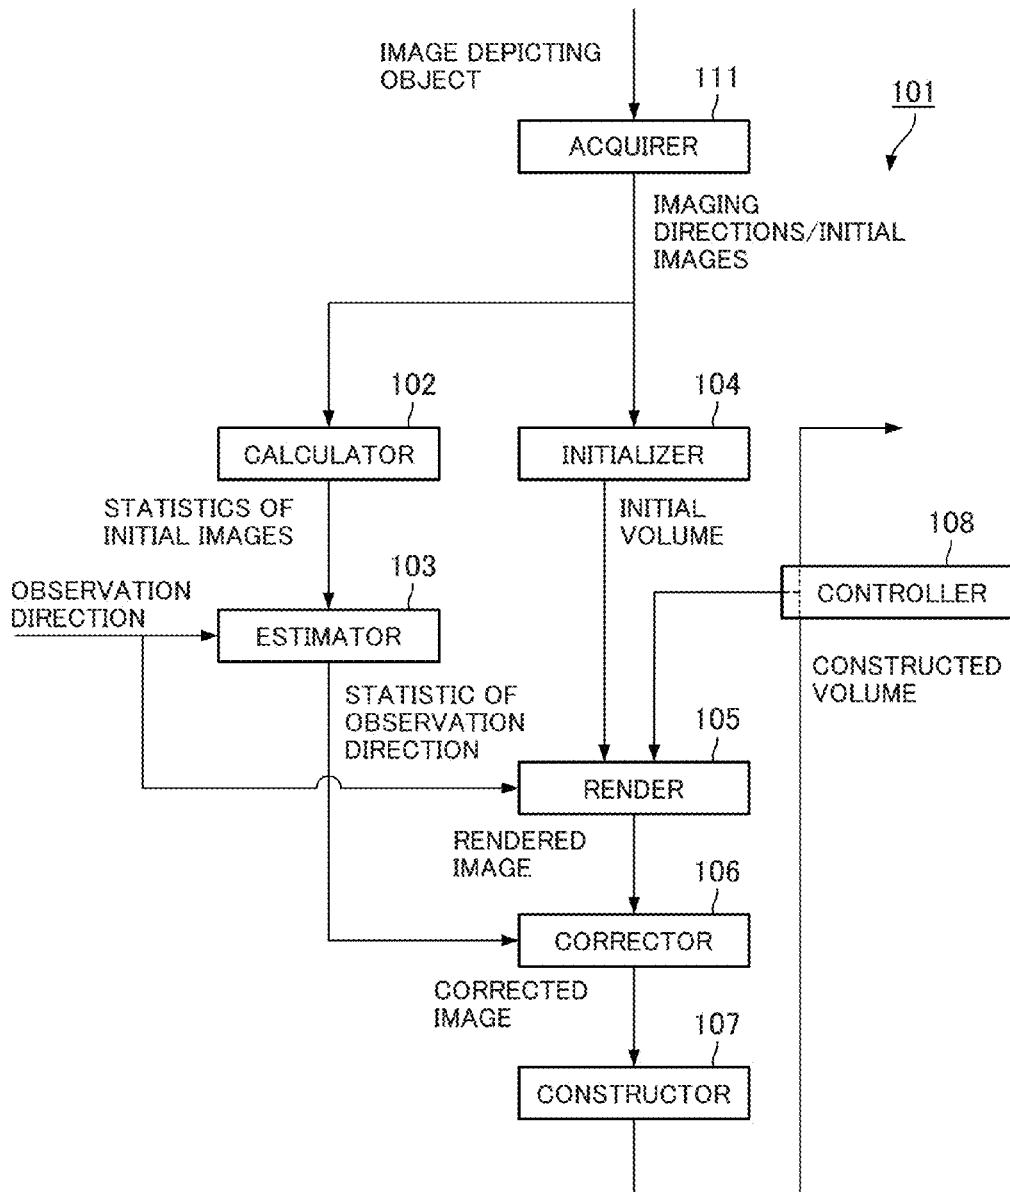 IMAGE DEPICTING
OBJECT
111
101
ACQUIRER
IMAGING
DIRECTIONS/INITIAL
IMAGES
102
104
CALCULATOR
INITIALIZER
STATISTICS OF
INITIAL IMAGES
INITIAL
VOLUME
108
103
CONTROLLER
OBSERVATION
DIRECTION
ESTIMATOR
CONSTRUCTED
VOLUME
STATISTIC OF
OBSERVATION
DIRECTION
105
RENDER
RENDERED
IMAGE
106
CORRECTOR
CORRECTED
IMAGE
107
CONSTRUCTOR